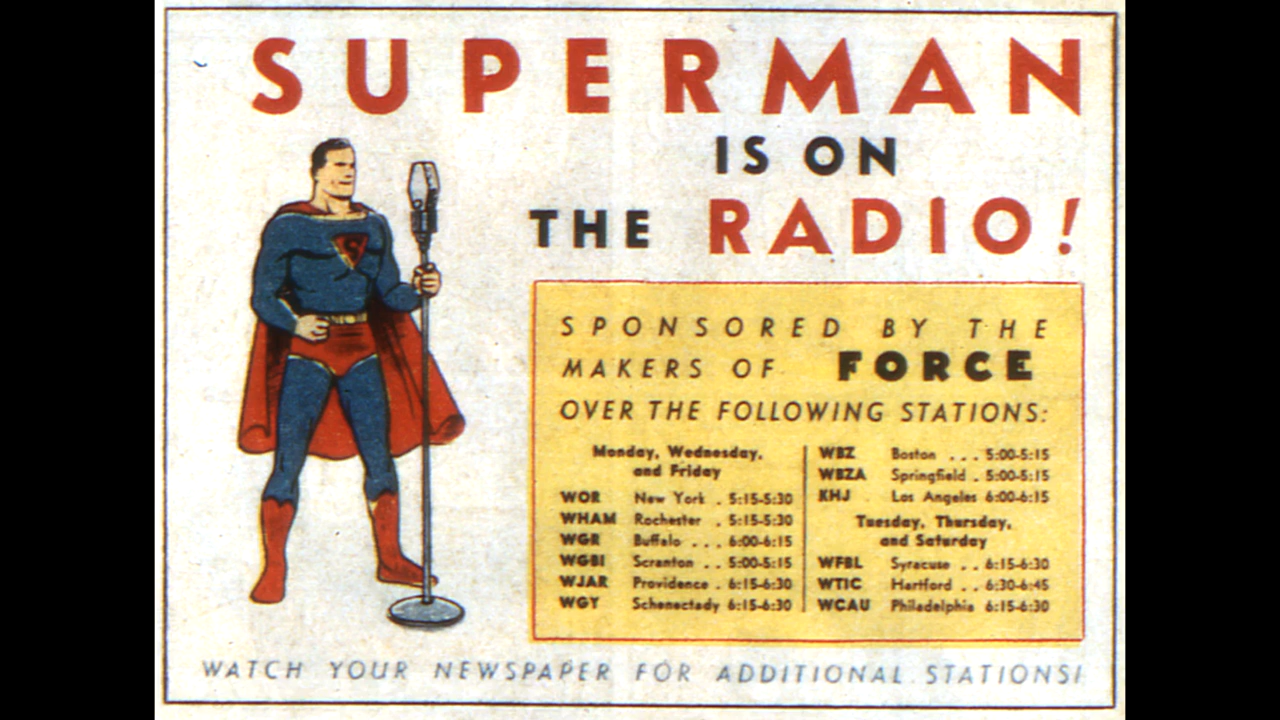 SUPERMAN
IS ON
THE RADIO!
S
SPONSORED BY THE
MAKERS OF FORCE
OVER THE FOLLOWING STATIONS:
Monday, Wednesday,
and Friday
WOR New York . 5:15-5:30
WHAM Rochester . 5:15-5:30
WGR Buffalo . . . 6:00-6:15
WGBI Scranton . . 5:00-5:15
WJAR Providence . 6:15-6:30
WGY Schenectady 6:15-6:30
WBZ Boston . . . 5:00-5:15
WBZA Springfield . 5:00-5:15
KHJ Los Angeles 6:00-6:15
Tuesday, Thursday,
and Saturday
WFBL Syracuse . . 6:15-6:30
WTIC Hartford . . 6:30-6:45
WCAU Philadelphia 6:15-6:30
WATCH YOUR NEWSPAPER FOR ADDITIONAL STATIONS!